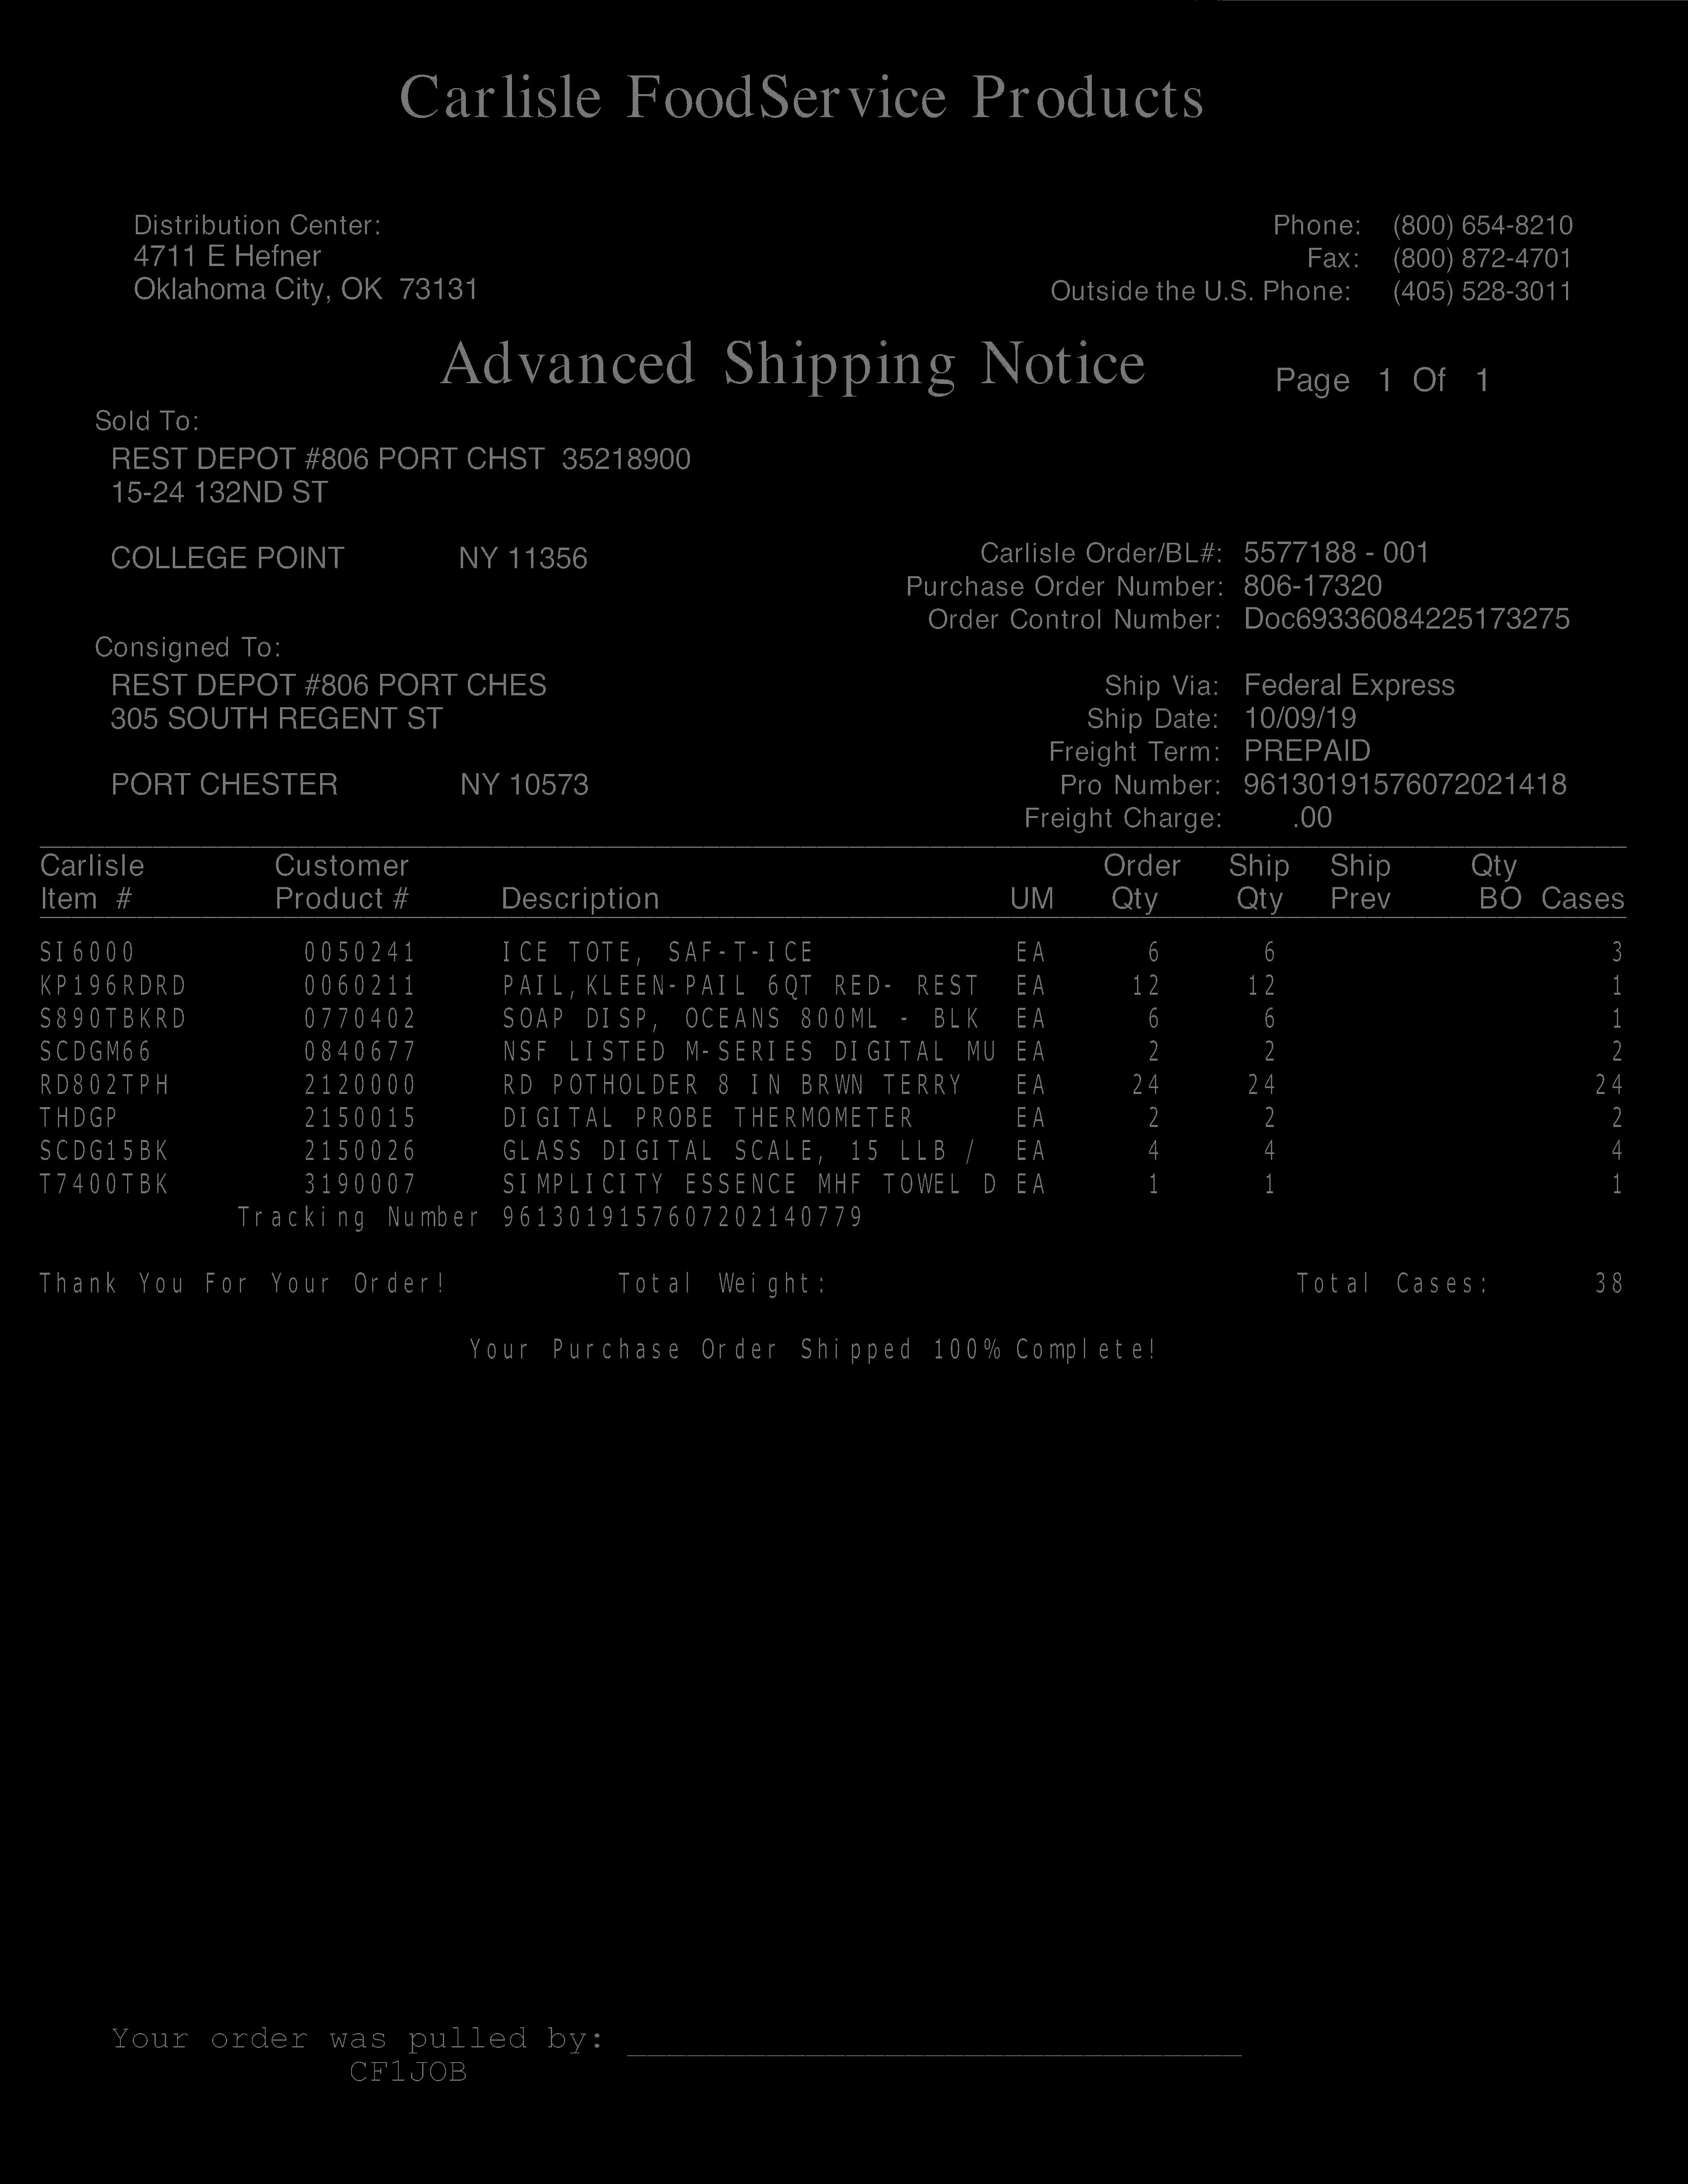 Carlisle FoodService Products
Distribution Center:
4711 E Hefner
Oklahoma City, OK 73131
Phone: (800) 654-8210
Fax: (800) 872-4701
Outside the U.S. Phone: (405) 528-3011
Advanced Shipping Notice
Page 1 Of 1
Sold To:
REST DEPOT #806 PORT CHST 35218900
15-24 132ND ST
COLLEGE POINT NY 11356
Carlisle Order/BL#: 5577188 - 001
Purchase Order Number: 806-17320
Order Control Number: Doc69336084225173275
Consigned To:
REST DEPOT #806 PORT CHES
305 SOUTH REGENT ST
PORT CHESTER NY 10573
Ship Via: Federal Express
Ship Date: 10/09/19
Freight Term: PREPAID
Pro Number: 96130191576072021418
Freight Charge: .00
Carlisle Customer Order Ship Ship Qty
Item # Product # Description UM Qty Qty Prev BO Cases
SI6000 0050241 ICE TOTE, SAF-T-ICE EA 6 6 3
KP196RDRD 0060211 PAIL,KLEEN-PAIL 6QT RED- REST EA 12 12 1
S890TBKRD 0770402 SOAP DISP, OCEANS 800ML - BLK EA 6 6 1
SCDGM66 0840677 NSF LISTED M-SERIES DIGITAL MU EA 2 2 2
RD802TPH 2120000 RD POTHOLDER 8 IN BRWN TERRY EA 24 24 24
THDGP 2150015 DIGITAL PROBE THERMOMETER EA 2 2 2
SCDG15BK 2150026 GLASS DIGITAL SCALE, 15 LLB / EA 4 4 4
T7400TBK 3190007 SIMPLICITY ESSENCE MHF TOWEL D EA 1 1 1
Tracking Number 9613019157607202140779
Thank You For Your Order! Total Weight: Total Cases: 38
Your Purchase Order Shipped 100% Complete!
Your order was pulled by:
CF1JOB